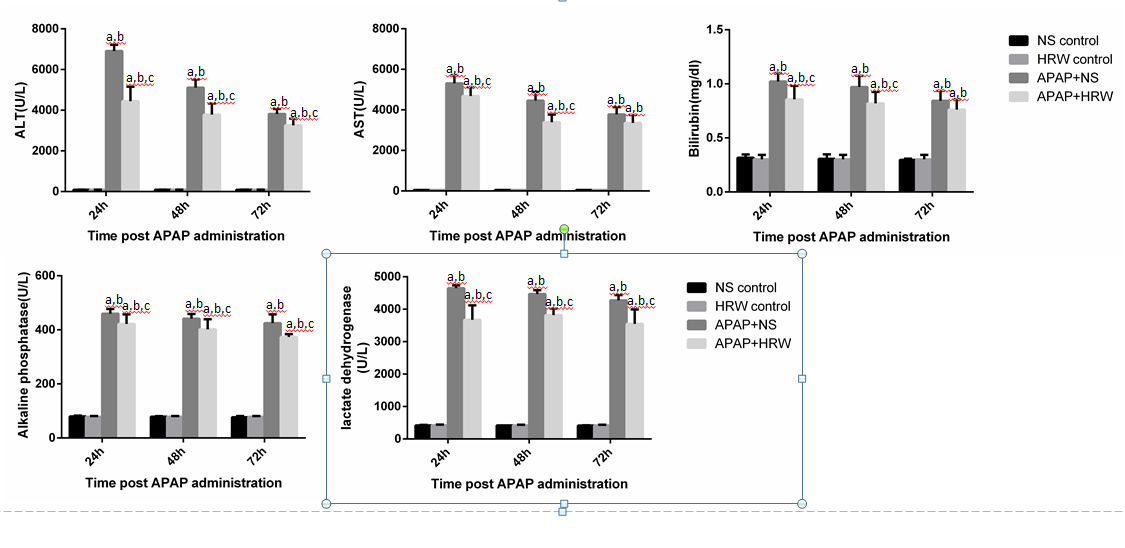 8000
6000
4000
2000
0
ALT(U/L)
a,b
a,b,c
a,b
a,b,c
a,b
a,b,c
24h
48h
72h
Time post APAP administration
8000
6000
4000
2000
0
AST(U/L)
a,b
a,b,c
a,b
a,b,c
a,b
a,b
24h
48h
72h
Time post APAP administration
1.5
1.0
0.5
0.0
Bilirubin(mg/dl)
a,b
a,b,c
a,b
a,b,c
a,b
a,b
24h
48h
72h
Time post APAP administration
NS control
HRW control
APAP+NS
APAP+HRW
600
400
200
0
Alkaline phosphatase(U/L)
a,b
a,b,c
a,b
a,b,c
a,b
a,b,c
24h
48h
72h
Time post APAP administration
5000
4000
3000
2000
1000
0
lactate dehydrogenase
(U/L)
a,b
a,b,c
a,b
a,b,c
a,b
a,b,c
24h
48h
72h
Time post APAP administration
NS control
HRW control
APAP+NS
APAP+HRW